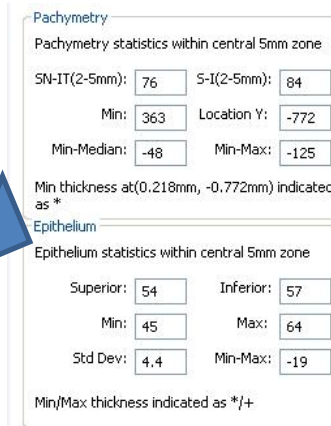 Pachymetry
Pachymetry statistics within central 5mm zone
SN-IT(2-5mm): 76 S-I(2-5mm): 84
Min: 363 Location Y: -772
Min-Median: -48 Min-Max: -125
Min thickness at(0.218mm, -0.772mm) indicated
as *
Epithelium
Epithelium statistics within central 5mm zone
Superior: 54 Inferior: 57
Min: 45 Max: 64
Std Dev: 4.4 Min-Max: -19
Min/Max thickness indicated as */+